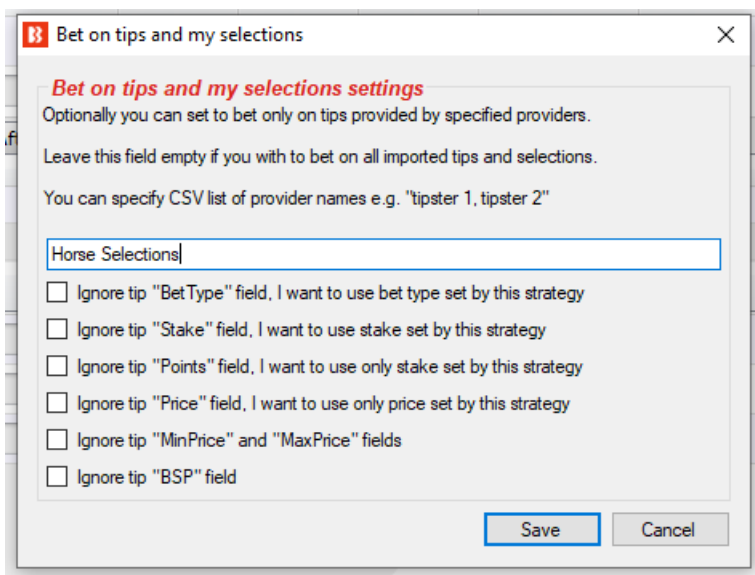 Bet on tips and my selections
Bet on tips and my selections settings
Optionally you can set to bet only on tips provided by specified providers.
Leave this field empty if you with to bet on all imported tips and selections.
You can specify CSV list of provider names e.g. "tipster 1, tipster 2"
Horse Selections
Ignore tip "BetType" field, I want to use bet type set by this strategy
Ignore tip "Stake" field, I want to use stake set by this strategy
Ignore tip "Points" field, I want to use only stake set by this strategy
Ignore tip "Price" field, I want to use only price set by this strategy
Ignore tip "MinPrice" and "MaxPrice" fields
Ignore tip "BSP" field
Save Cancel